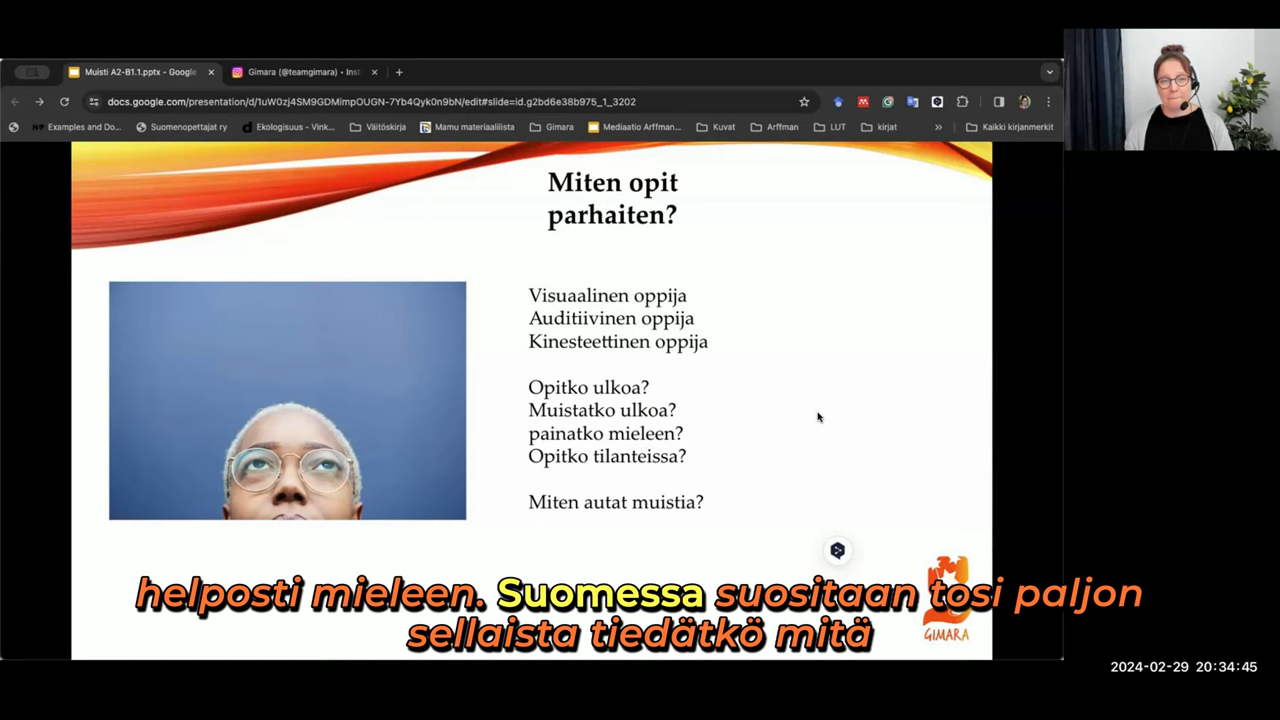 Muisti A2-B1.1.pptx - Google
Gimara (@teamgimara) • Inst
docs.google.com/presentation/d/1uW0zj4SM9GDMimpOUGN-7Yb4Qyk0n9bN/edit#slide=id.g2bd6e38b975_1_3202
Examples and Do...
Suomenopettajat ry
Ekologisuus - Vink...
Väitöskirja
Mamu materiaalilista
Gimara
Mediaatio Arffman...
Kuvat
Arffman
LUT
kirjat
»
Kaikki kirjanmerkit
Miten opit
parhaiten?
Visuaalinen oppija
Auditiivinen oppija
Kinesteettinen oppija
Opitko ulkoa?
Muistatko ulkoa?
painatko mieleen?
Opitko tilanteissa?
Miten autat muistia?
helposti mieleen. Suomessa suositaan tosi paljon
sellaista tiedätkö mitä
GIMARA
2024-02-29 20:34:45